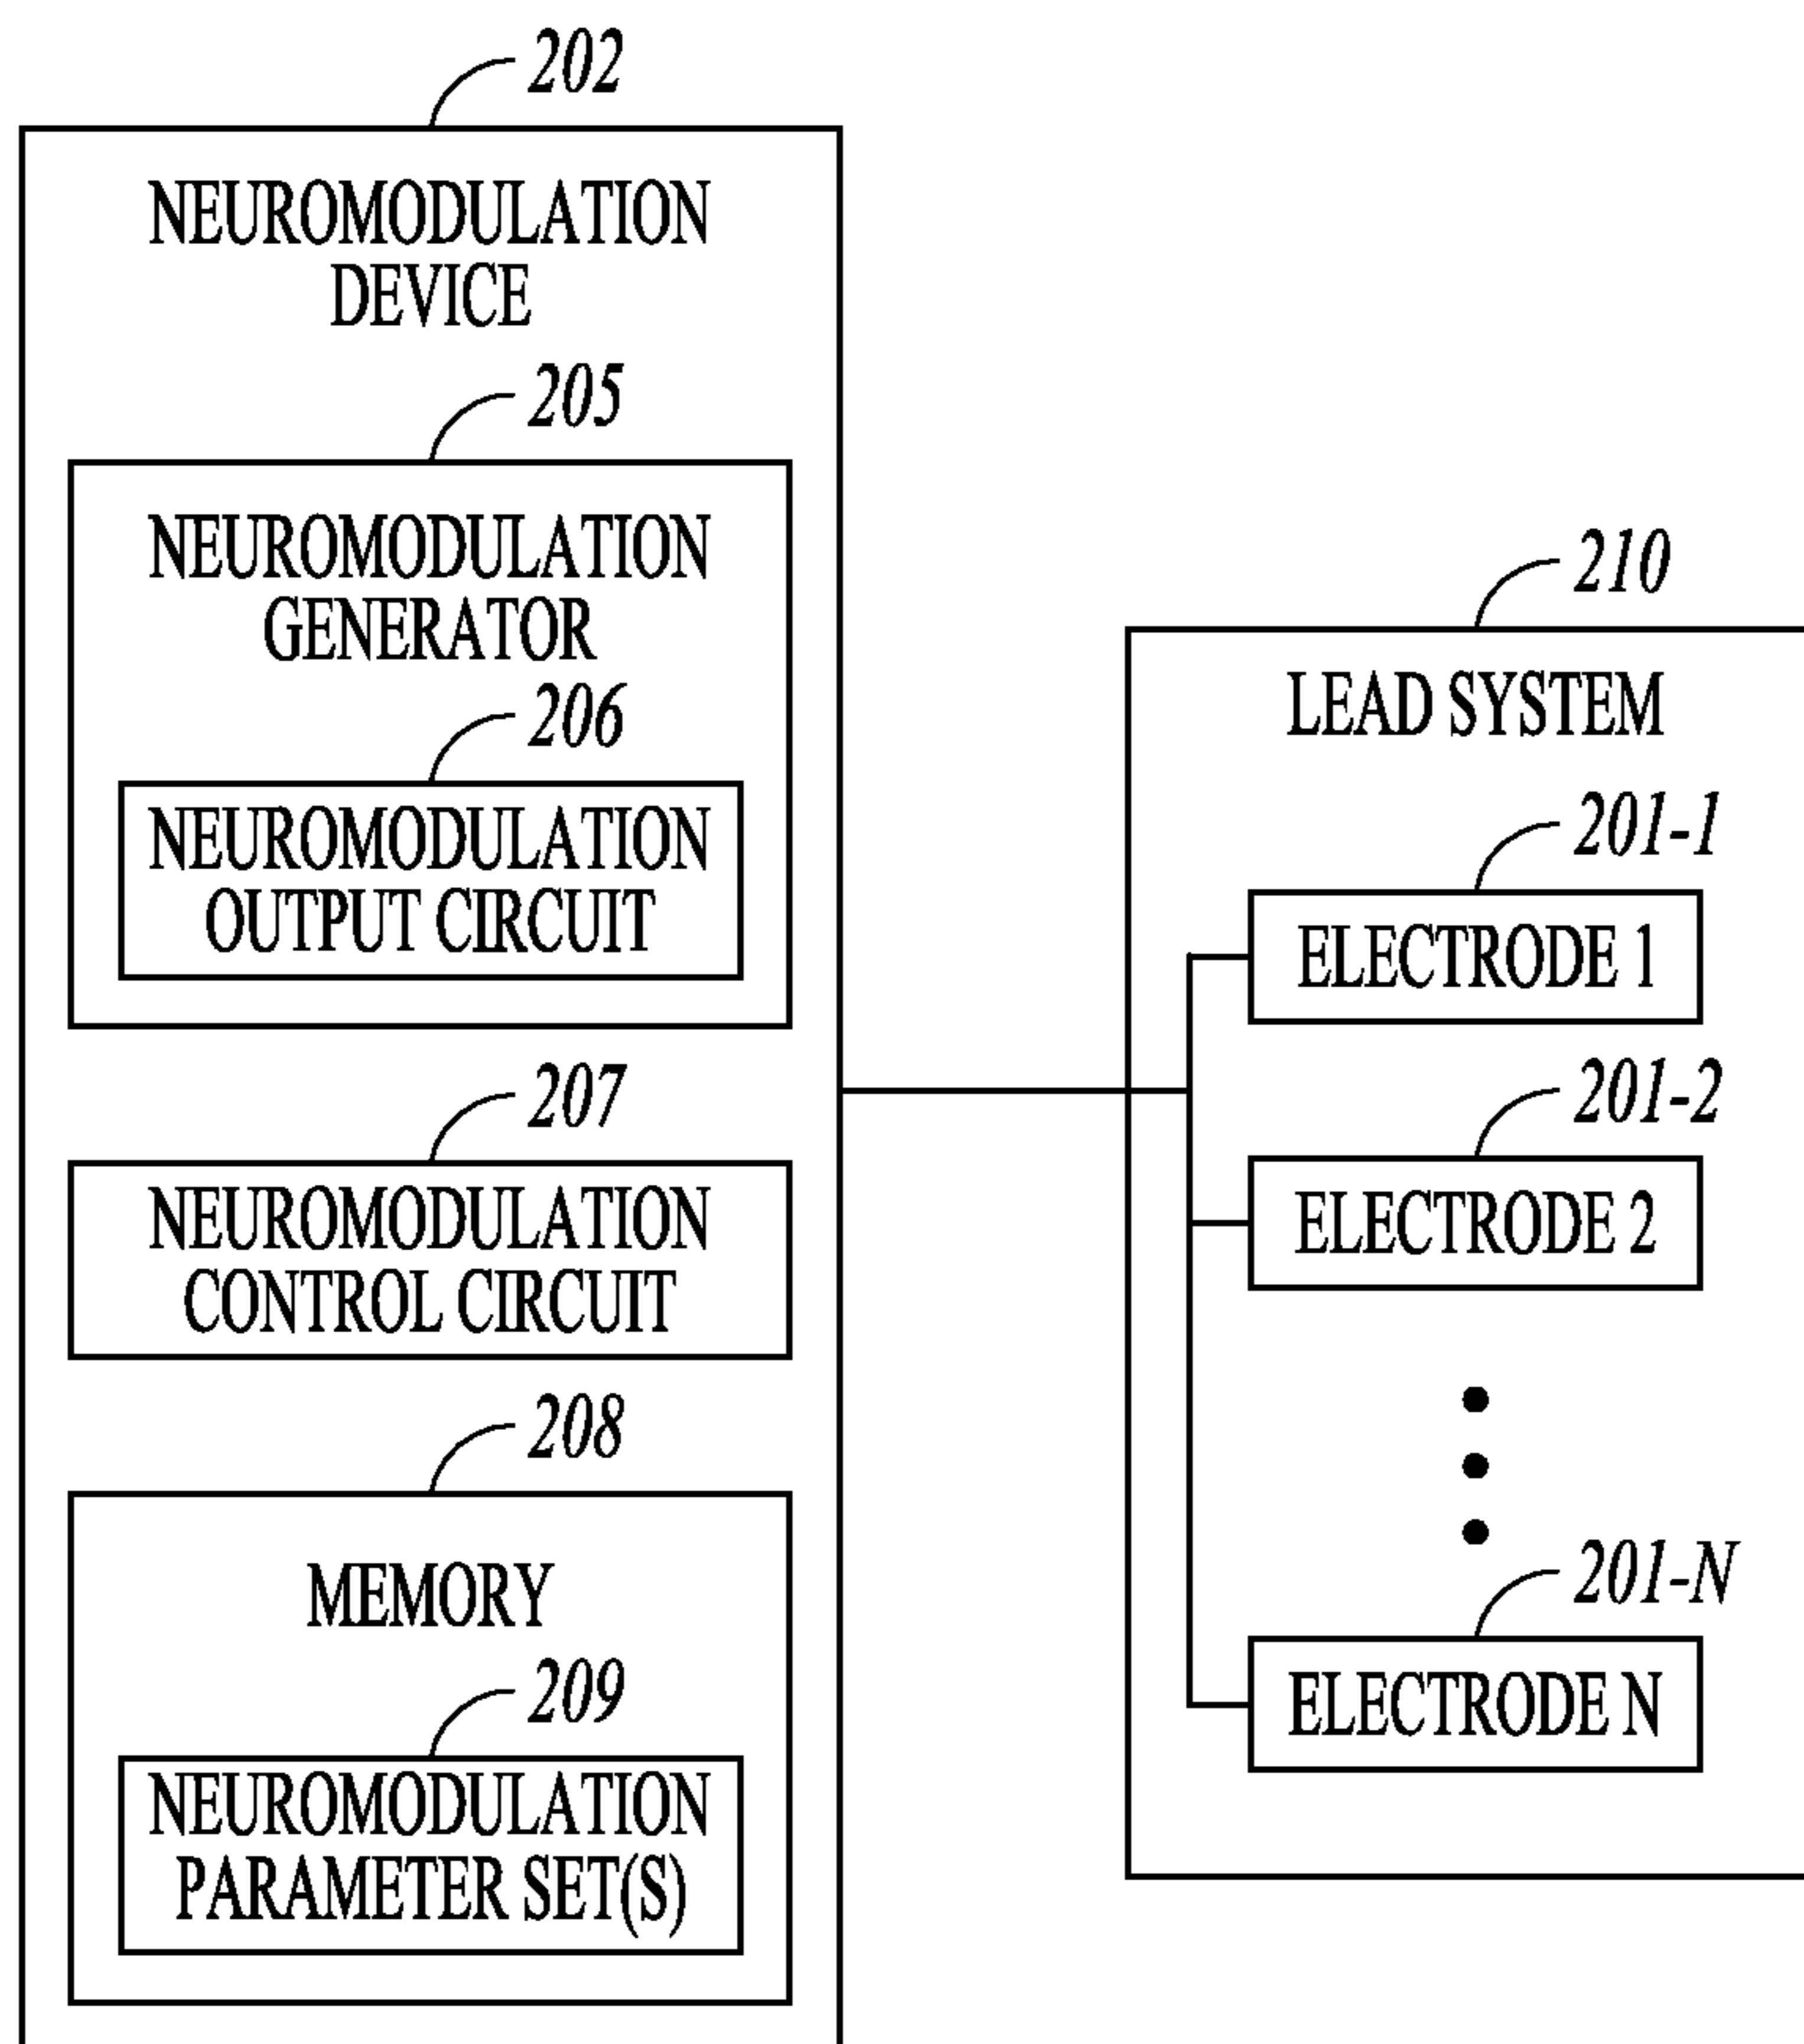 202
NEUROMODULATION
DEVICE
205
NEUROMODULATION
GENERATOR
206
NEUROMODULATION
OUTPUT CIRCUIT
207
NEUROMODULATION
CONTROL CIRCUIT
208
MEMORY
209
NEUROMODULATION
PARAMETER SET(S)
210
LEAD SYSTEM
201-1
ELECTRODE 1
201-2
ELECTRODE 2
201-N
ELECTRODE N